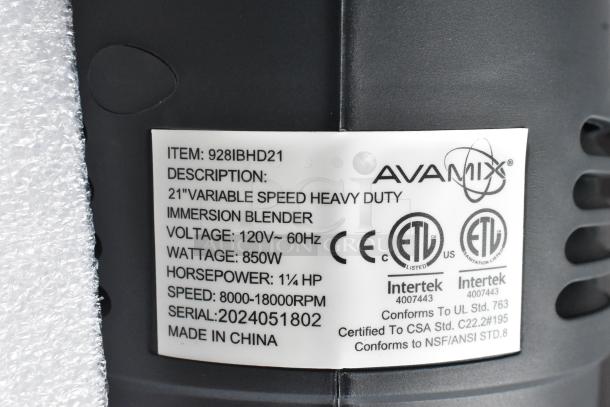 ITEM: 928IBHD21
DESCRIPTION:
21"VARIABLE SPEED HEAVY DUTY
IMMERSION BLENDER
VOLTAGE: 120V~ 60Hz
WATTAGE: 850W
HORSEPOWER: 1¼ HP
SPEED: 8000-18000RPM
SERIAL:2024051802
MADE IN CHINA
AVAMIX®
CE
C ETL US
LISTED
Intertek
4007443
ETL
Intertek
4007443
Conforms To UL Std. 763
Certified To CSA Std. C22.2#195
Conforms to NSF/ANSI STD.8